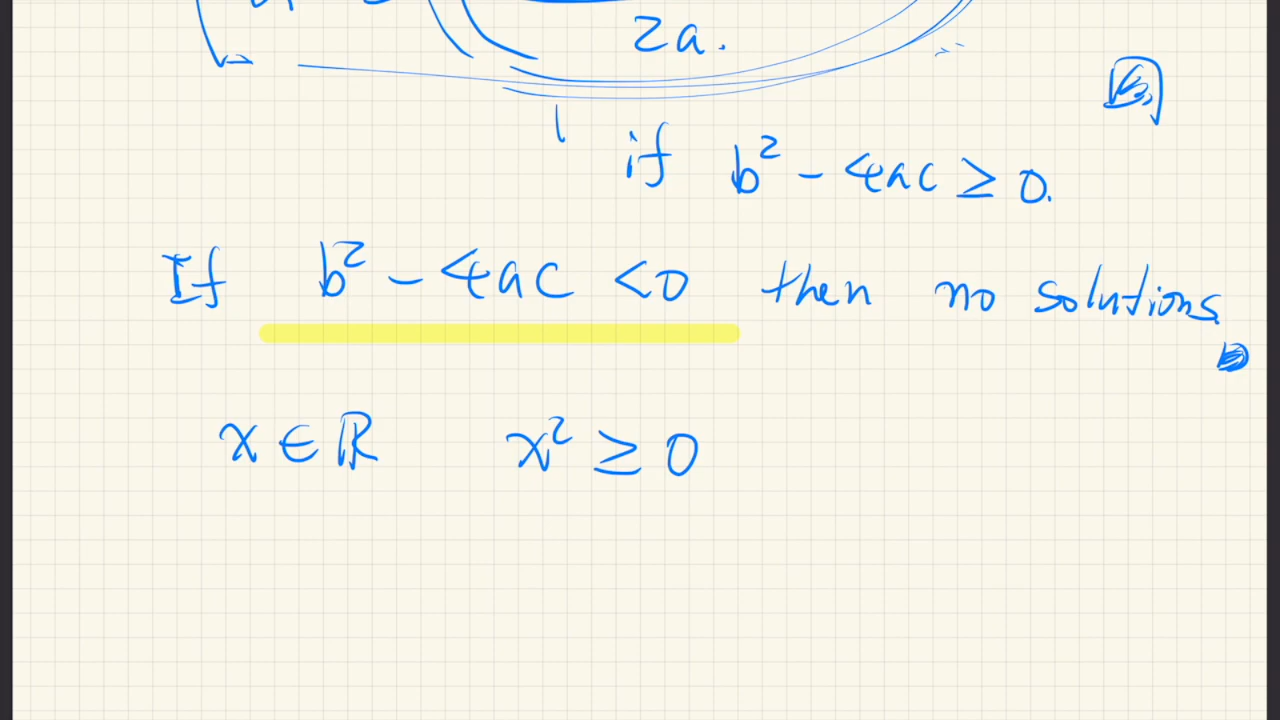 2a.
if b² - 4ac ≥ 0.
If b² - 4ac < 0 then no solutions
x ∈ ℝ x² ≥ 0